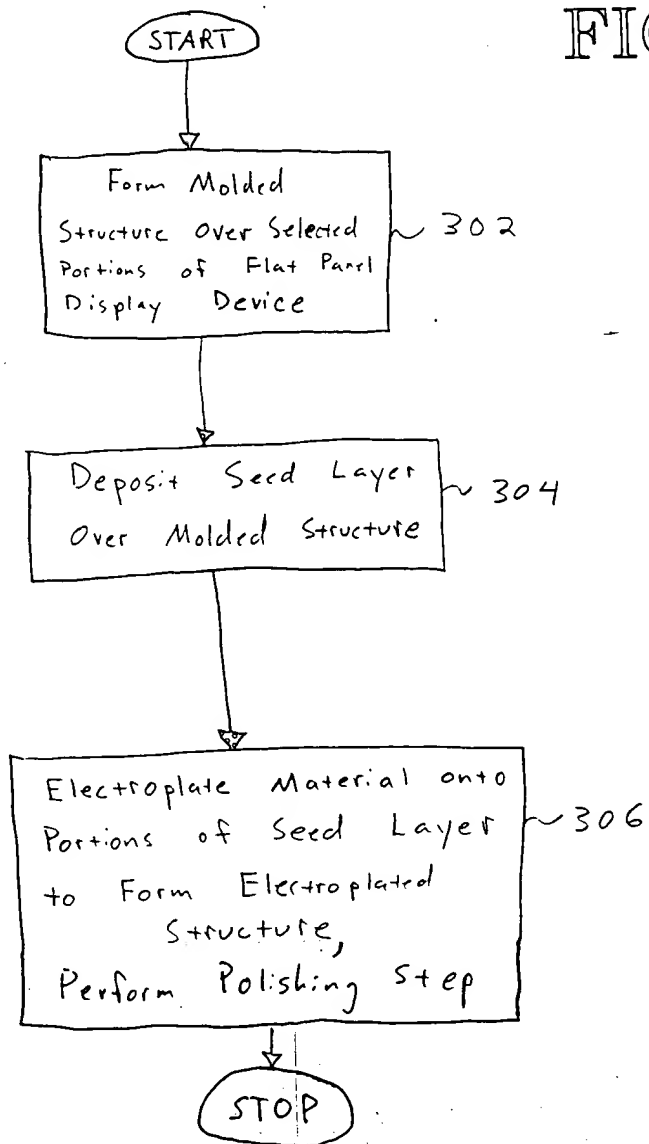 START
FIG
Form Molded
Structure Over Selected
Portions of Flat Panel
Display Device
302
Deposit Seed Layer
Over Molded Structure
304
Electroplate Material onto
Portions of Seed Layer
to Form Electroplated
Structure,
Perform Polishing Step
306
STOP